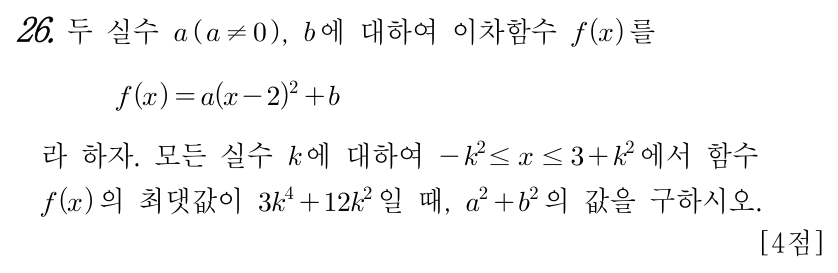 26. 두 실수 a(a≠0), b에 대하여 이차함수 f(x)를
f(x)=a(x-2)²+b
라 하자. 모든 실수 k에 대하여 -k²≤x≤3+k²에서 함수
f(x)의 최댓값이 3k⁴+12k²일 때, a²+b²의 값을 구하시오.
[4점]